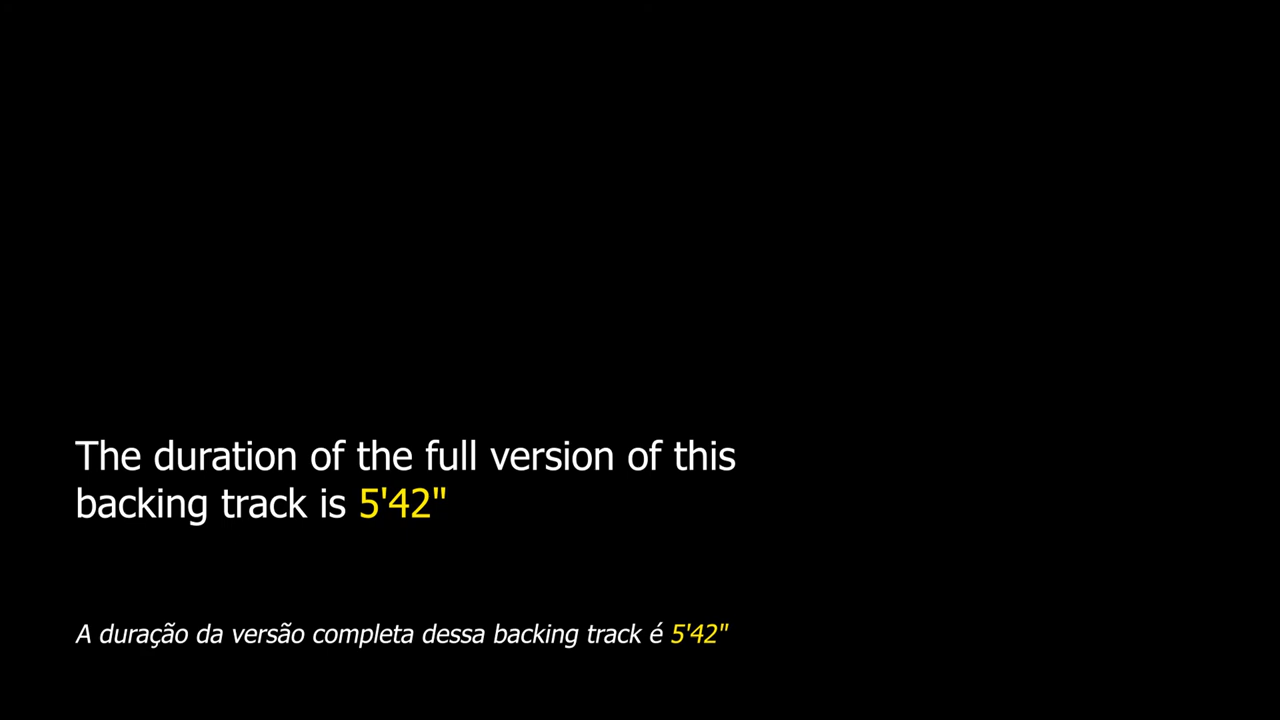 The duration of the full version of this
backing track is 5'42"
A duração da versão completa dessa backing track é 5'42"